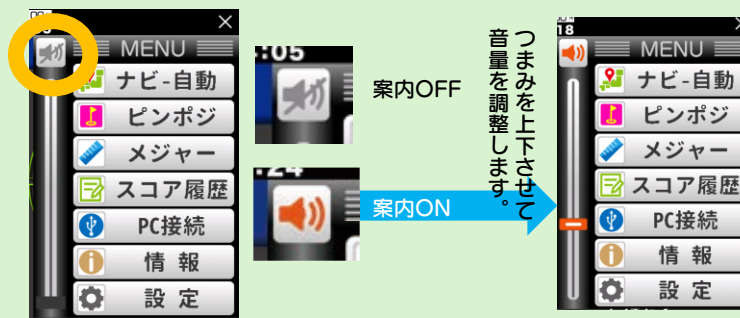 MENU
ナビ-自動
ピンポジ
メジャー
スコア履歴
PC接続
情 報
設 定
:05
案内OFF
:24
案内ON
つまみを上下させて
音量を調整します。
18
MENU
ナビ-自動
ピンポジ
メジャー
スコア履歴
PC接続
情 報
設 定